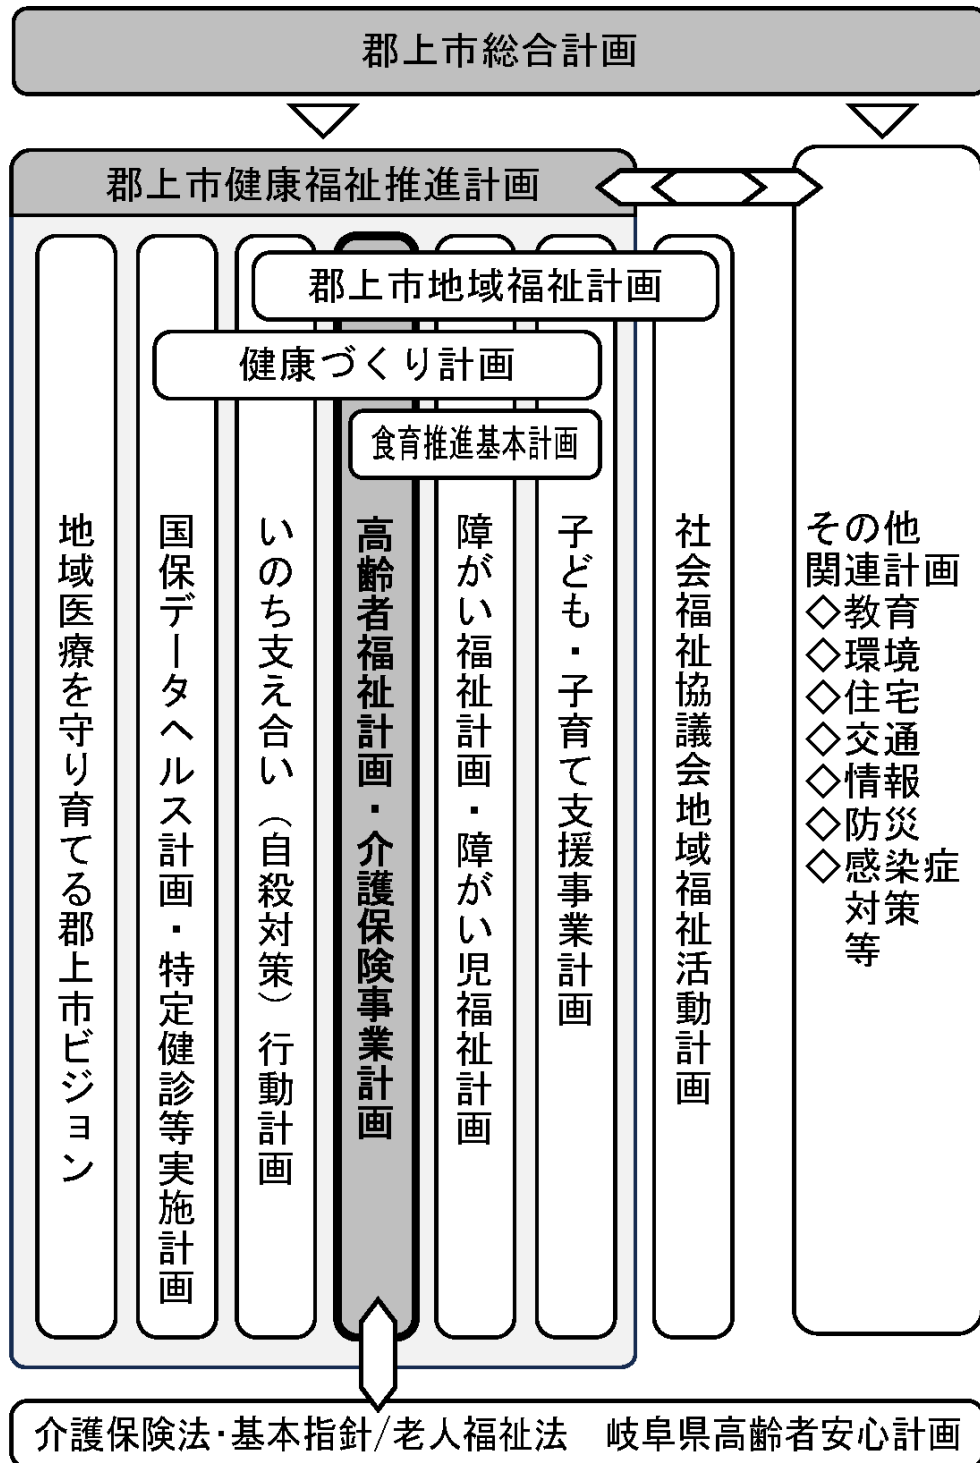 郡上市総合計画
郡上市健康福祉推進計画
郡上市地域福祉計画
健康づくり計画
食育推進基本計画
地域医療を守り育てる郡上市ビジョン
国保データヘルス計画・特定健診等実施計画
いのち支え合い（自殺対策）行動計画
高齢者福祉計画・介護保険事業計画
障がい福祉計画・障がい児福祉計画
子ども・子育て支援事業計画
社会福祉協議会地域福祉活動計画
その他
関連計画
◇教育
◇環境
◇住宅
◇交通
◇情報
◇防災
◇感染症
対策
等
介護保険法・基本指針/老人福祉法　岐阜県高齢者安心計画